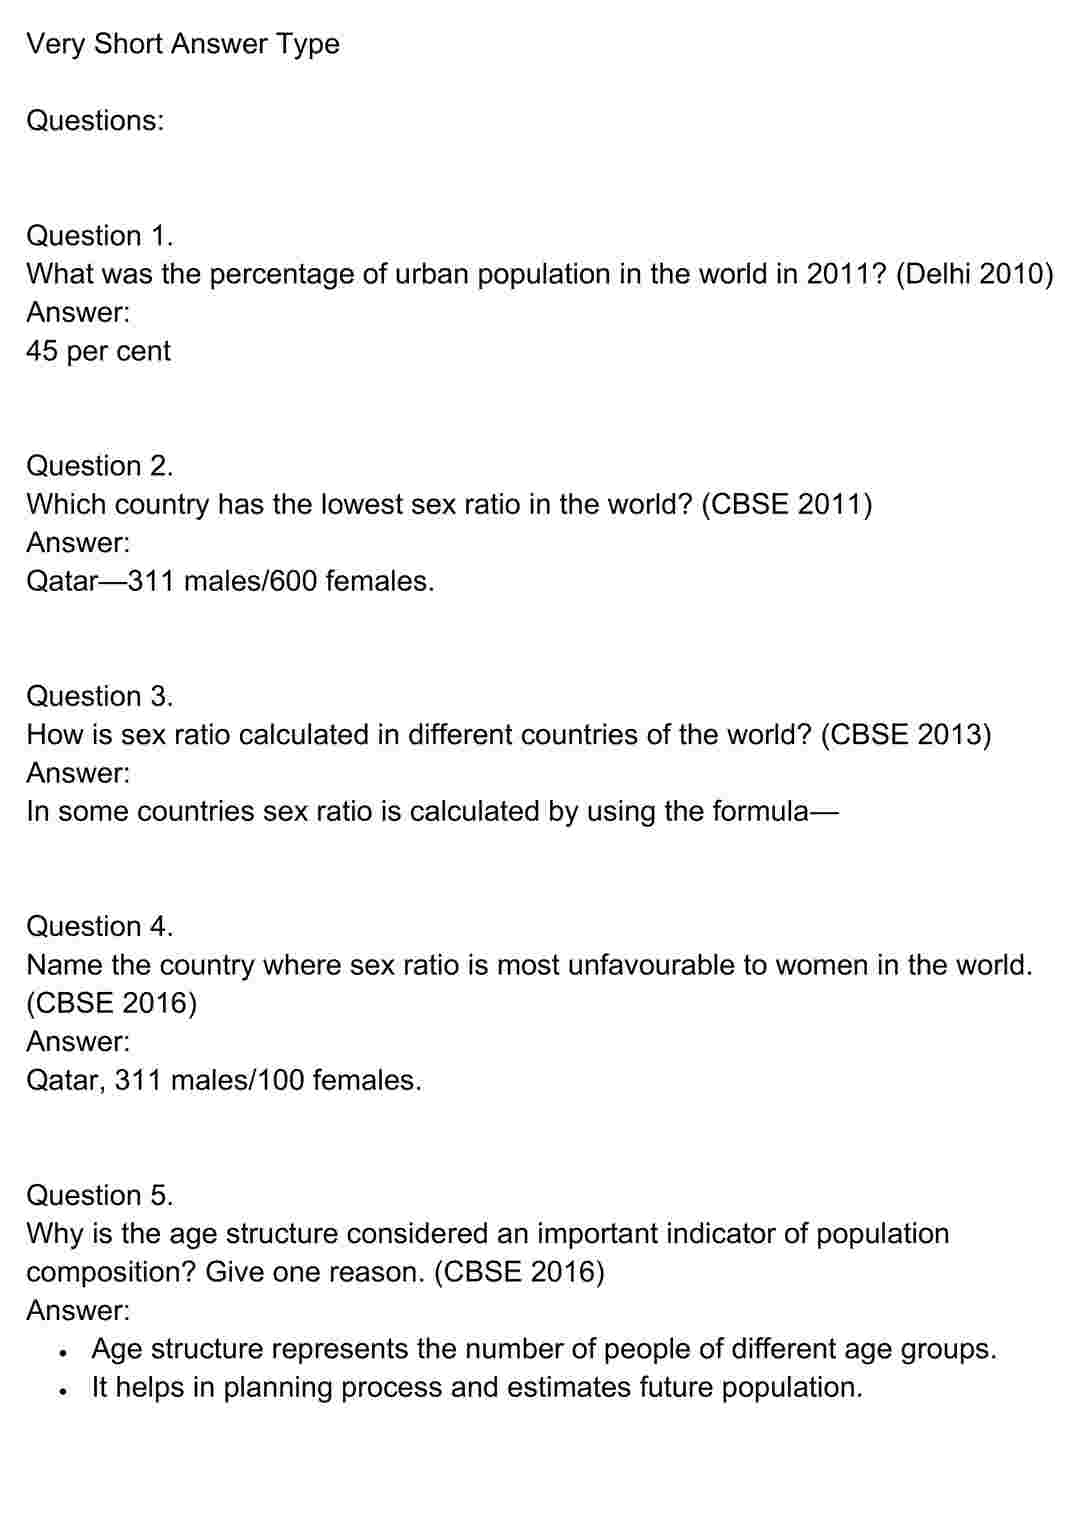 Very Short Answer Type
Questions:
Question 1.
What was the percentage of urban population in the world in 2011? (Delhi 2010)
Answer:
45 per cent
Question 2.
Which country has the lowest sex ratio in the world? (CBSE 2011)
Answer:
Qatar—311 males/600 females.
Question 3.
How is sex ratio calculated in different countries of the world? (CBSE 2013)
Answer:
In some countries sex ratio is calculated by using the formula—
Question 4.
Name the country where sex ratio is most unfavourable to women in the world.
(CBSE 2016)
Answer:
Qatar, 311 males/100 females.
Question 5.
Why is the age structure considered an important indicator of population
composition? Give one reason. (CBSE 2016)
Answer:
• Age structure represents the number of people of different age groups.
• It helps in planning process and estimates future population.